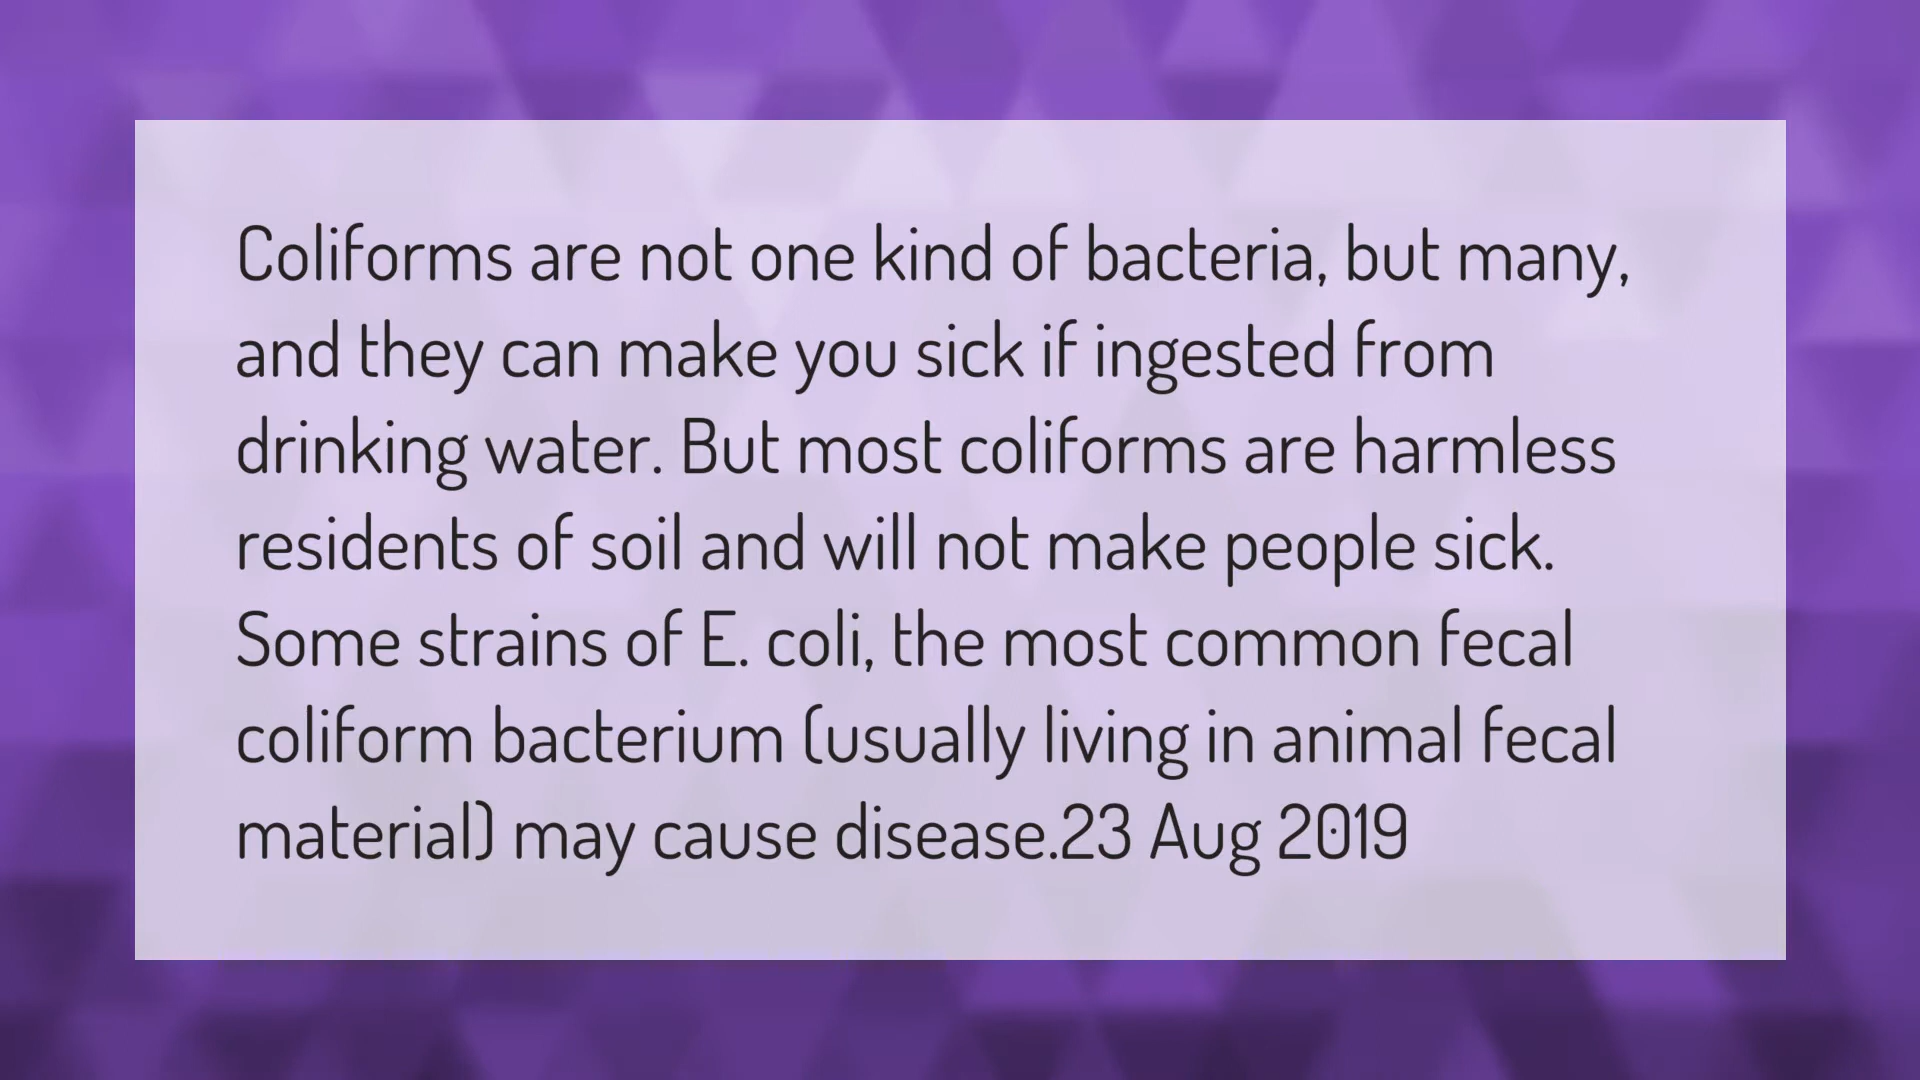 Coliforms are not one kind of bacteria, but many,
and they can make you sick if ingested from
drinking water. But most coliforms are harmless
residents of soil and will not make people sick.
Some strains of E. coli, the most common fecal
coliform bacterium (usually living in animal fecal
material) may cause disease.23 Aug 2019